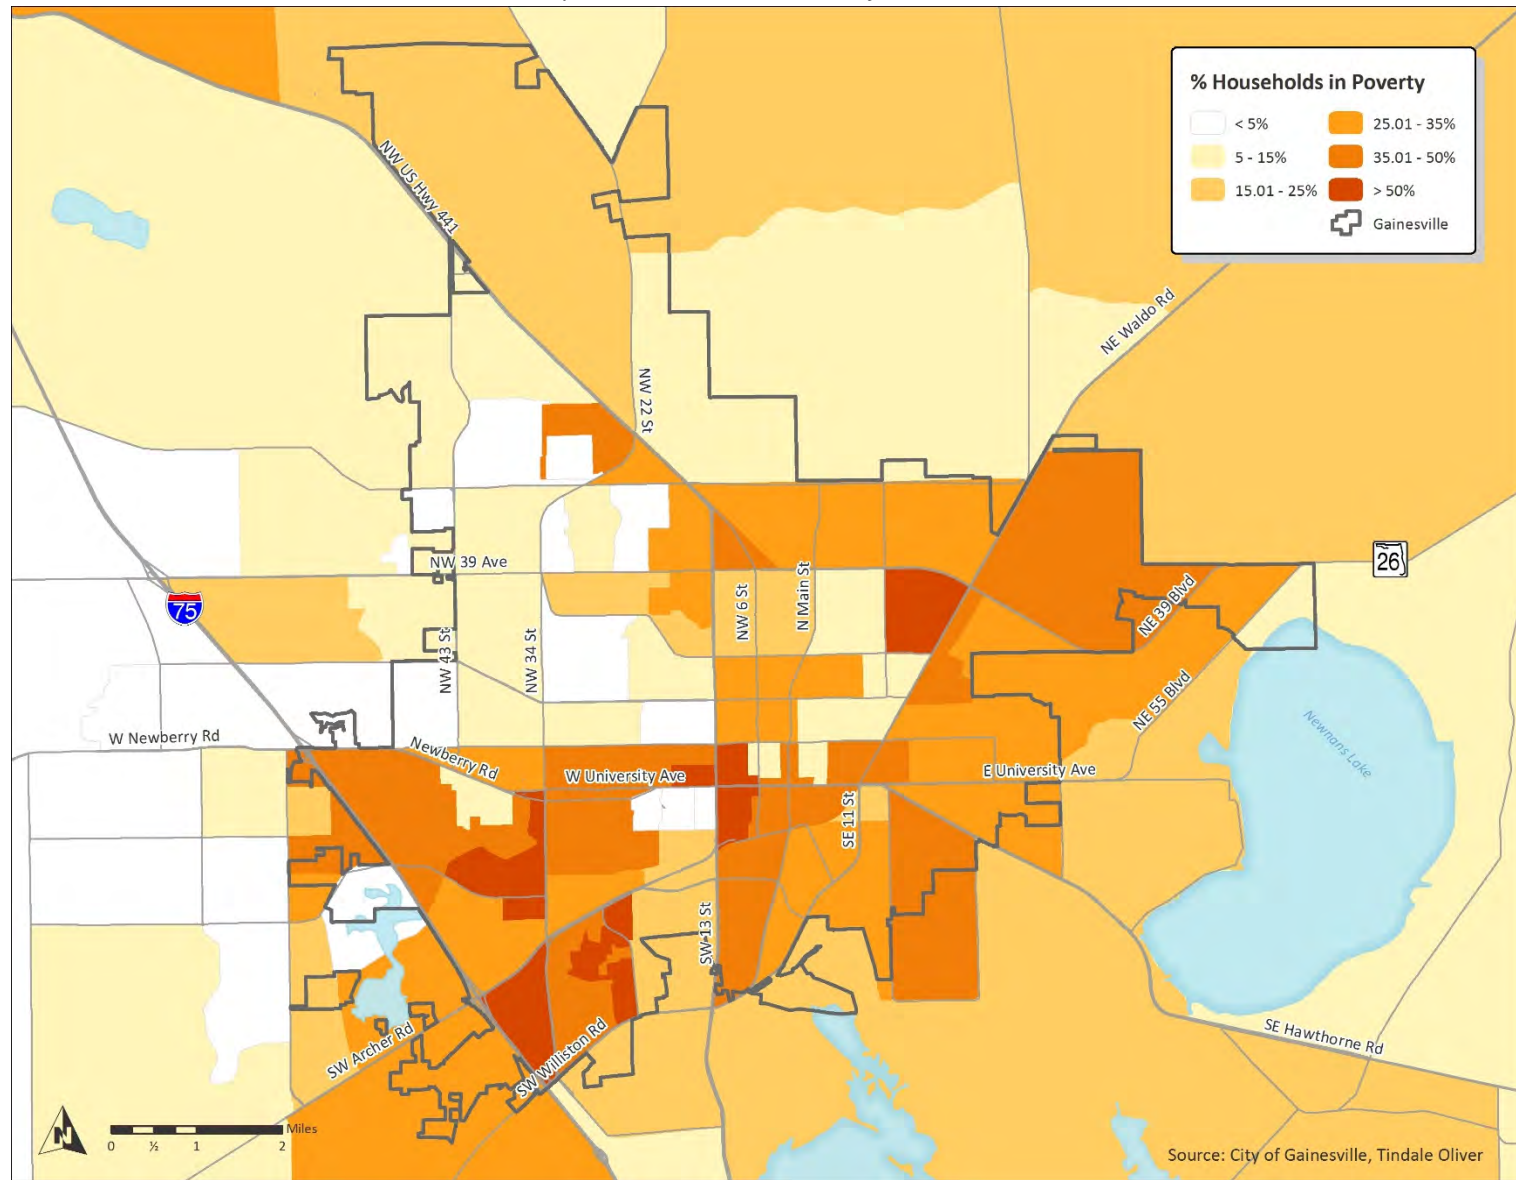 % Households in Poverty
< 5%
25.01 - 35%
5 - 15%
35.01 - 50%
15.01 - 25%
> 50%
Gainesville
NW US Hwy 441
NE Waldo Rd
NW 22 St
26
NW 39 Ave
75
NW 6 St
N Main St
NE 39 Blvd
NW 43 St
NW 34 St
NE 55 Blvd
Newnans Lake
W Newberry Rd
Newberry Rd
W University Ave
E University Ave
SE 11 St
SW 13 St
SW Archer Rd
SW Williston Rd
SE Hawthorne Rd
N
Miles
0 ½ 1 2
Source: City of Gainesville, Tindale Oliver